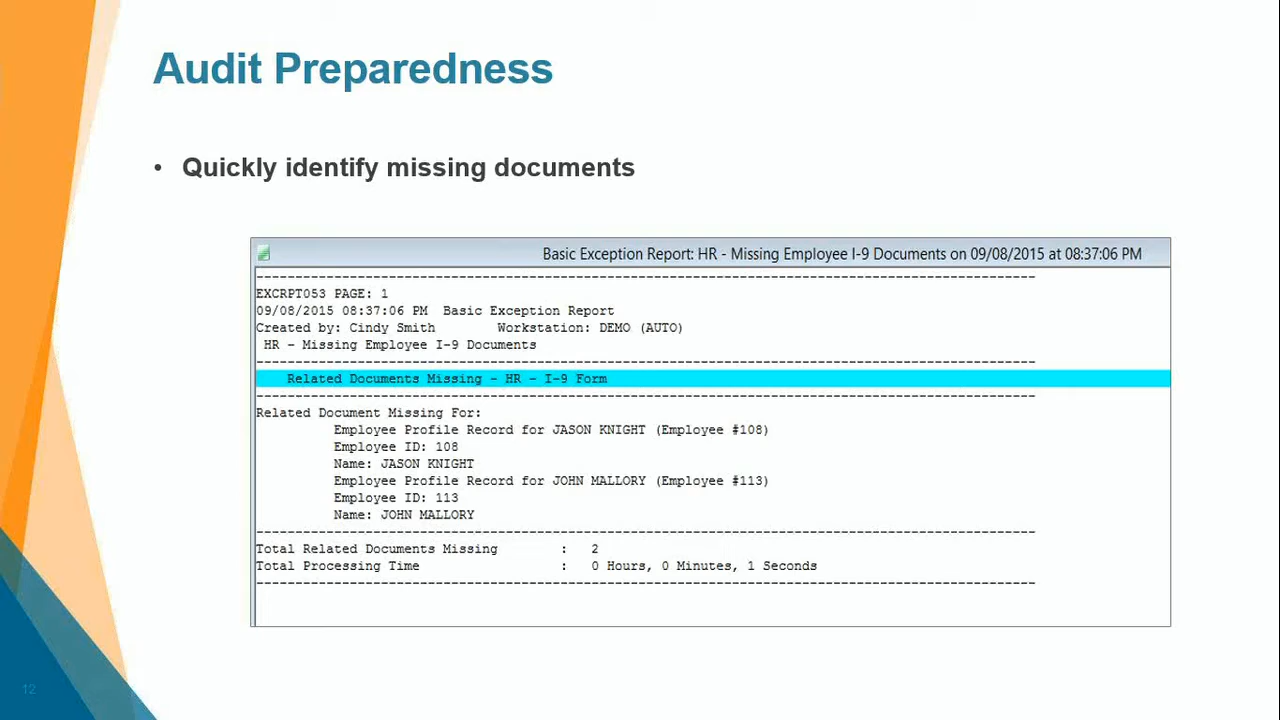 Audit Preparedness
• Quickly identify missing documents
Basic Exception Report: HR - Missing Employee I-9 Documents on 09/08/2015 at 08:37:06 PM
----------------------------------------------------------------------------------------------------
EXCRPT053 PAGE: 1
09/08/2015 08:37:06 PM  Basic Exception Report
Created by: Cindy Smith        Workstation: DEMO (AUTO)
HR - Missing Employee I-9 Documents
----------------------------------------------------------------------------------------------------
Related Documents Missing - HR - I-9 Form
----------------------------------------------------------------------------------------------------
Related Document Missing For:
Employee Profile Record for JASON KNIGHT (Employee #108)
Employee ID: 108
Name: JASON KNIGHT
Employee Profile Record for JOHN MALLORY (Employee #113)
Employee ID: 113
Name: JOHN MALLORY
----------------------------------------------------------------------------------------------------
Total Related Documents Missing        :   2
Total Processing Time                  :   0 Hours, 0 Minutes, 1 Seconds
----------------------------------------------------------------------------------------------------
12